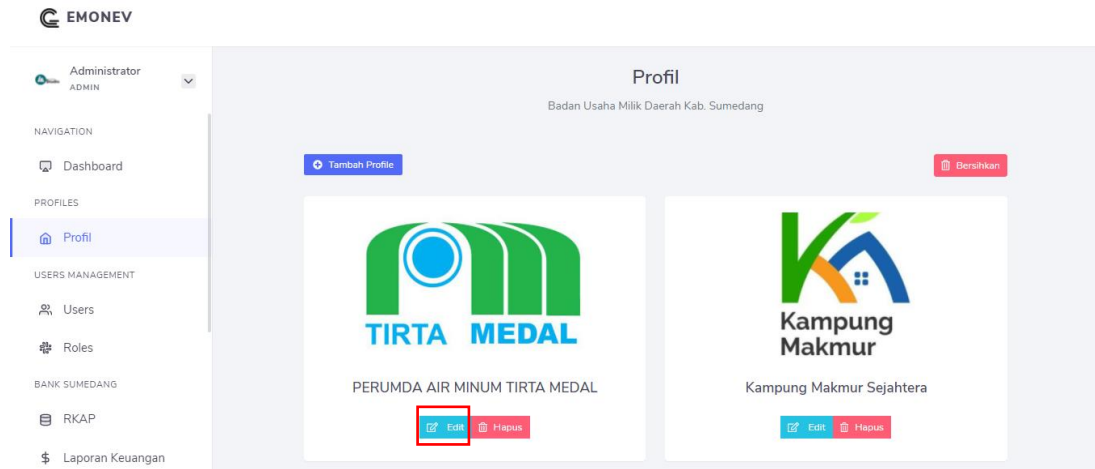 EMONEV
Administrator
ADMIN
NAVIGATION
Dashboard
PROFILES
Profil
USERS MANAGEMENT
Users
Roles
BANK SUMEDANG
RKAP
Laporan Keuangan
Profil
Badan Usaha Milik Daerah Kab. Sumedang
Tambah Profile
Bersihkan
TIRTA MEDAL
PERUMDA AIR MINUM TIRTA MEDAL
Edit Hapus
Kampung
Makmur
Kampung Makmur Sejahtera
Edit Hapus